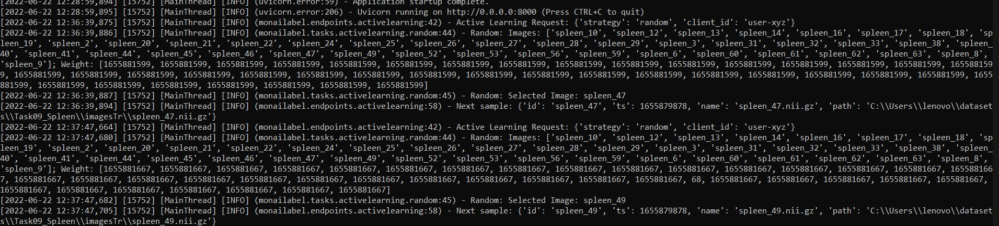 [2022-06-22 12:28:59,894] [15752] [MainThread] [INFO] (uvicorn.error:59) - Application startup complete.
[2022-06-22 12:28:59,895] [15752] [MainThread] [INFO] (uvicorn.error:206) - Uvicorn running on http://0.0.0.0:8000 (Press CTRL+C to quit)
[2022-06-22 12:36:39,875] [15752] [MainThread] [INFO] (monailabel.endpoints.activelearning:42) - Active Learning Request: {'strategy': 'random', 'client_id': 'user-xyz'}
[2022-06-22 12:36:39,886] [15752] [MainThread] [INFO] (monailabel.tasks.activelearning.random:44) - Random: Images: ['spleen_10', 'spleen_12', 'spleen_13', 'spleen_14', 'spleen_16', 'spleen_17', 'spleen_18', 'sp
leen_19', 'spleen_2', 'spleen_20', 'spleen_21', 'spleen_22', 'spleen_24', 'spleen_25', 'spleen_26', 'spleen_27', 'spleen_28', 'spleen_29', 'spleen_3', 'spleen_31', 'spleen_32', 'spleen_33', 'spleen_38', 'spleen_
40', 'spleen_41', 'spleen_44', 'spleen_45', 'spleen_46', 'spleen_47', 'spleen_49', 'spleen_52', 'spleen_53', 'spleen_56', 'spleen_59', 'spleen_6', 'spleen_60', 'spleen_61', 'spleen_62', 'spleen_63', 'spleen_8',
'spleen_9']; Weight: [1655881599, 1655881599, 1655881599, 1655881599, 1655881599, 1655881599, 1655881599, 1655881599, 1655881599, 1655881599, 1655881599, 1655881599, 1655881599, 1655881599, 1655881599, 165588159
9, 1655881599, 1655881599, 1655881599, 1655881599, 1655881599, 1655881599, 1655881599, 1655881599, 1655881599, 1655881599, 1655881599, 1655881599, 1655881599, 1655881599, 1655881599, 1655881599, 1655881599, 1655
881599, 1655881599, 1655881599, 1655881599, 1655881599, 1655881599, 1655881599, 1655881599]
[2022-06-22 12:36:39,887] [15752] [MainThread] [INFO] (monailabel.tasks.activelearning.random:45) - Random: Selected Image: spleen_47
[2022-06-22 12:36:39,894] [15752] [MainThread] [INFO] (monailabel.endpoints.activelearning:58) - Next sample: {'id': 'spleen_47', 'ts': 1655879878, 'name': 'spleen_47.nii.gz', 'path': 'C:\\Users\\lenovo\\dataset
s\\Task09_Spleen\\imagesTr\\spleen_47.nii.gz'}
[2022-06-22 12:37:47,664] [15752] [MainThread] [INFO] (monailabel.endpoints.activelearning:42) - Active Learning Request: {'strategy': 'random', 'client_id': 'user-xyz'}
[2022-06-22 12:37:47,680] [15752] [MainThread] [INFO] (monailabel.tasks.activelearning.random:44) - Random: Images: ['spleen_10', 'spleen_12', 'spleen_13', 'spleen_14', 'spleen_16', 'spleen_17', 'spleen_18', 'sp
leen_19', 'spleen_2', 'spleen_20', 'spleen_21', 'spleen_22', 'spleen_24', 'spleen_25', 'spleen_26', 'spleen_27', 'spleen_28', 'spleen_29', 'spleen_3', 'spleen_31', 'spleen_32', 'spleen_33', 'spleen_38', 'spleen_
40', 'spleen_41', 'spleen_44', 'spleen_45', 'spleen_46', 'spleen_47', 'spleen_49', 'spleen_52', 'spleen_53', 'spleen_56', 'spleen_59', 'spleen_6', 'spleen_60', 'spleen_61', 'spleen_62', 'spleen_63', 'spleen_8',
'spleen_9']; Weight: [1655881667, 1655881667, 1655881667, 1655881667, 1655881667, 1655881667, 1655881667, 1655881667, 1655881667, 1655881667, 1655881667, 1655881667, 1655881667, 1655881667, 1655881667, 165588166
7, 1655881667, 1655881667, 1655881667, 1655881667, 1655881667, 1655881667, 1655881667, 1655881667, 1655881667, 1655881667, 1655881667, 1655881667, 68, 1655881667, 1655881667, 1655881667, 1655881667, 1655881667,
1655881667, 1655881667, 1655881667, 1655881667, 1655881667, 1655881667, 1655881667]
[2022-06-22 12:37:47,682] [15752] [MainThread] [INFO] (monailabel.tasks.activelearning.random:45) - Random: Selected Image: spleen_49
[2022-06-22 12:37:47,705] [15752] [MainThread] [INFO] (monailabel.endpoints.activelearning:58) - Next sample: {'id': 'spleen_49', 'ts': 1655879878, 'name': 'spleen_49.nii.gz', 'path': 'C:\\Users\\lenovo\\dataset
s\\Task09_Spleen\\imagesTr\\spleen_49.nii.gz'}